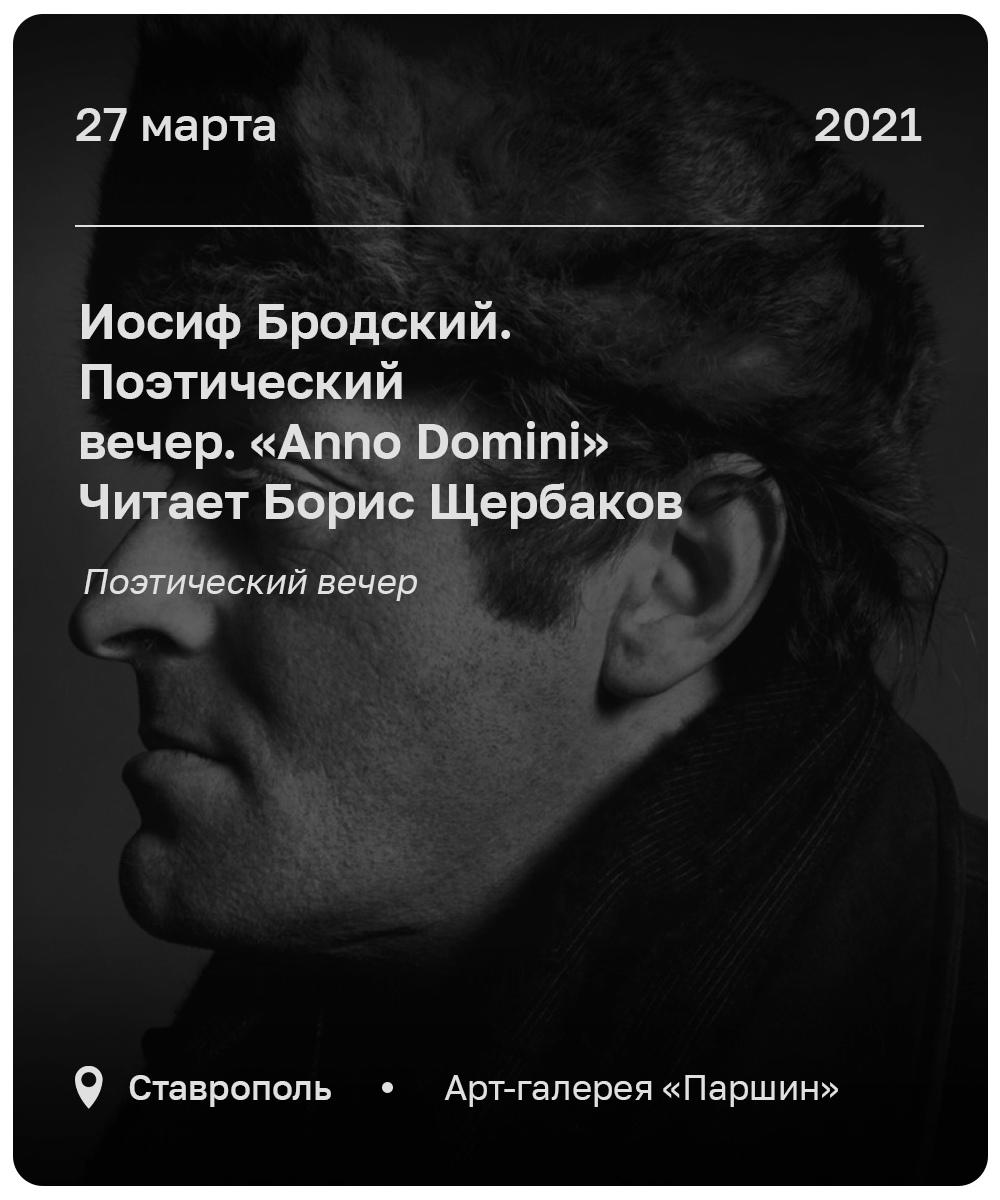 27 марта 2021
Иосиф Бродский.
Поэтический
вечер. «Anno Domini»
Читает Борис Щербаков
Поэтический вечер
Ставрополь • Арт-галерея «Паршин»